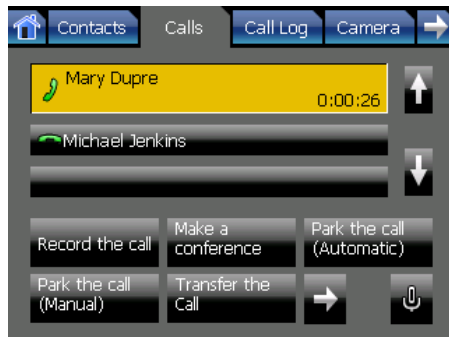 Contacts Calls Call Log Camera
Mary Dupre
0:00:26
Michael Jenkins
Record the call
Make a
conference
Park the call
(Automatic)
Park the call
(Manual)
Transfer the
Call